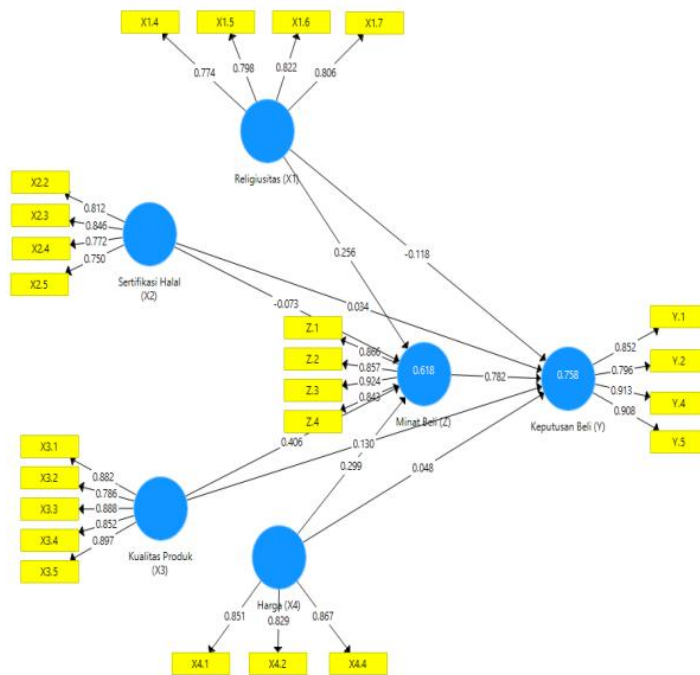 X1.4
X1.5
X1.6
X1.7
0.774
0.798
0.822
0.806
Religiusitas (X1)
X2.2
X2.3
X2.4
X2.5
0.812
0.846
0.772
0.750
Sertifikasi Halal
(X2)
0.256
-0.118
-0.073
0.034
Z.1
Z.2
Z.3
Z.4
0.866
0.857
0.924
0.843
0.618
Minat Beli (Z)
0.782
0.758
Keputusan Beli (Y)
Y.1
Y.2
Y.4
Y.5
0.852
0.796
0.913
0.908
0.406
0.130
0.299
0.048
X3.1
X3.2
X3.3
X3.4
X3.5
0.882
0.786
0.888
0.852
0.897
Kualitas Produk
(X3)
Harga (X4)
0.851
0.829
0.867
X4.1
X4.2
X4.4